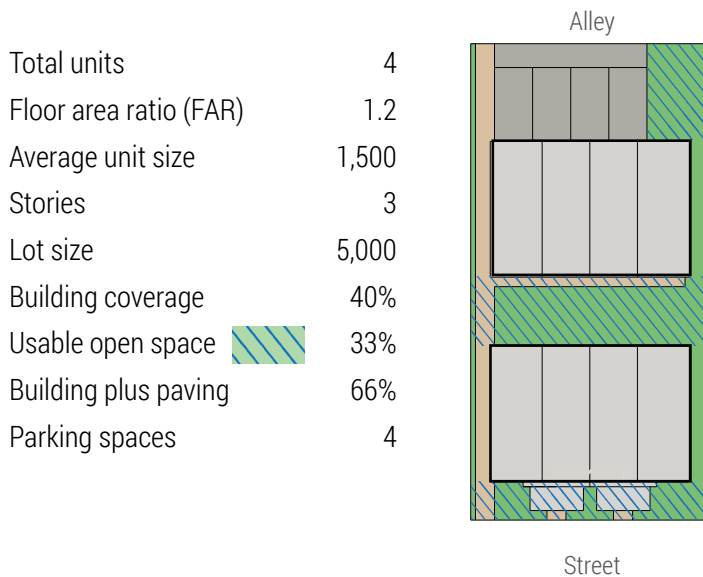 Alley
Total units 4
Floor area ratio (FAR) 1.2
Average unit size 1,500
Stories 3
Lot size 5,000
Building coverage 40%
Usable open space 33%
Building plus paving 66%
Parking spaces 4
Street